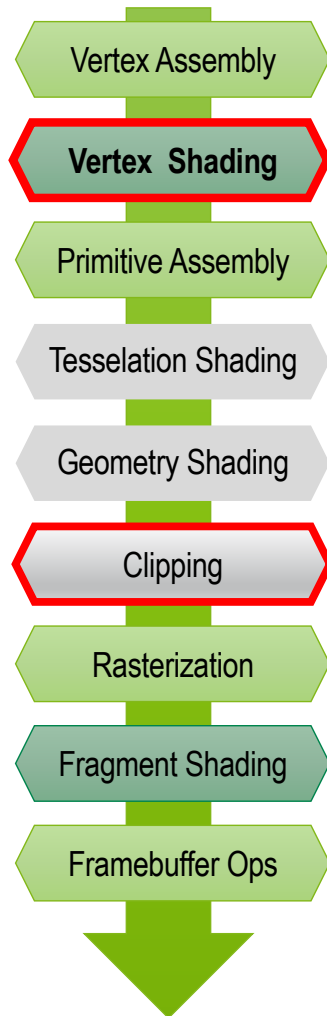 Vertex Assembly
Vertex Shading
Primitive Assembly
Tesselation Shading
Geometry Shading
Clipping
Rasterization
Fragment Shading
Framebuffer Ops